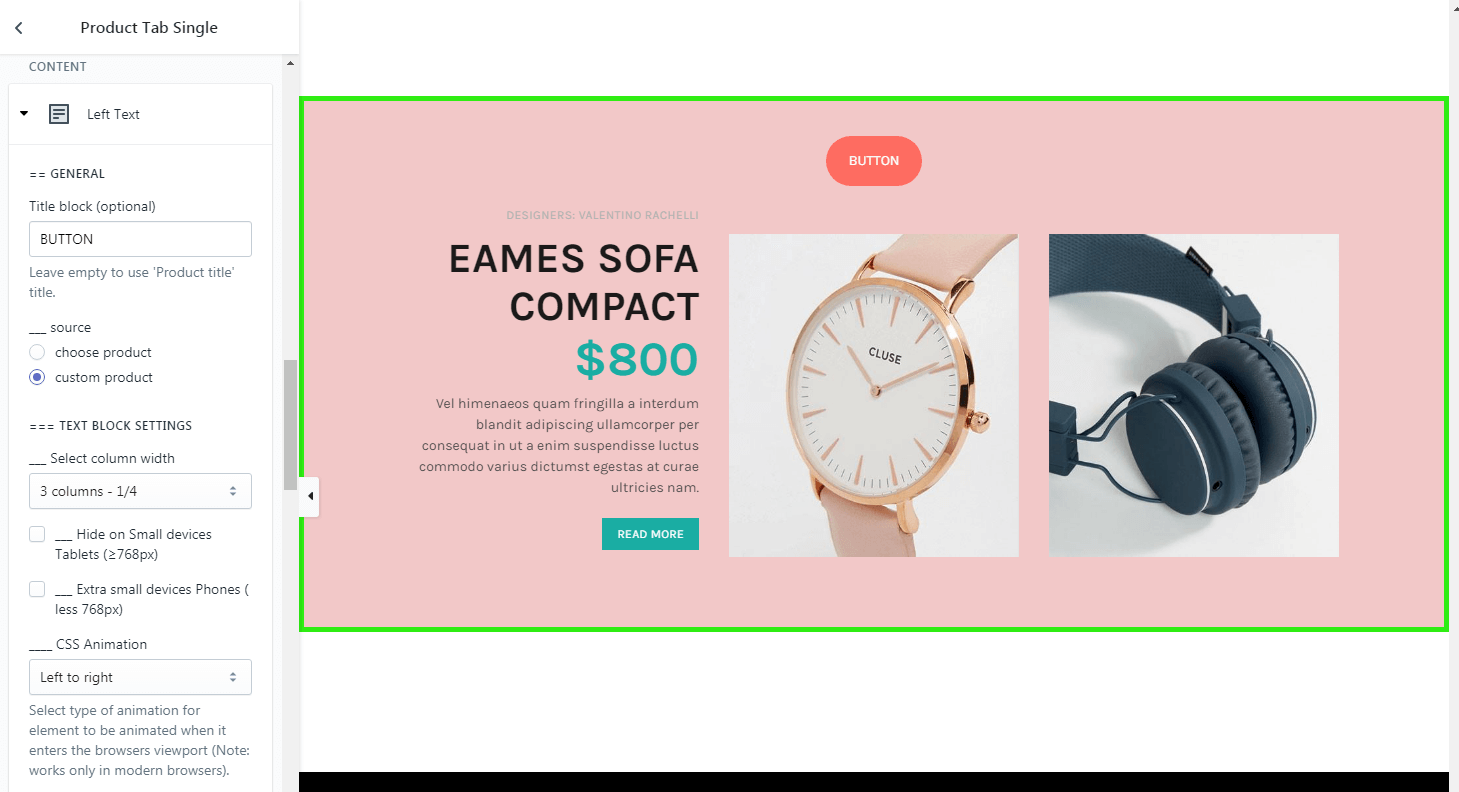 Product Tab Single
CONTENT
Left Text
== GENERAL
Title block (optional)
BUTTON
Leave empty to use 'Product title'
title.
___ source
choose product
custom product
=== TEXT BLOCK SETTINGS
___ Select column width
3 columns - 1/4
___ Hide on Small devices
Tablets (≥768px)
___ Extra small devices Phones (
less 768px)
____ CSS Animation
Left to right
Select type of animation for
element to be animated when it
enters the browsers viewport (Note:
works only in modern browsers).
BUTTON
DESIGNERS: VALENTINO RACHELLI
EAMES SOFA
COMPACT
$800
Vel himenaeos quam fringilla a interdum
blandit adipiscing ullamcorper per
consequat in ut a enim suspendisse luctus
commodo varius dictumst egestas at curae
ultricies nam.
READ MORE
CLUSE